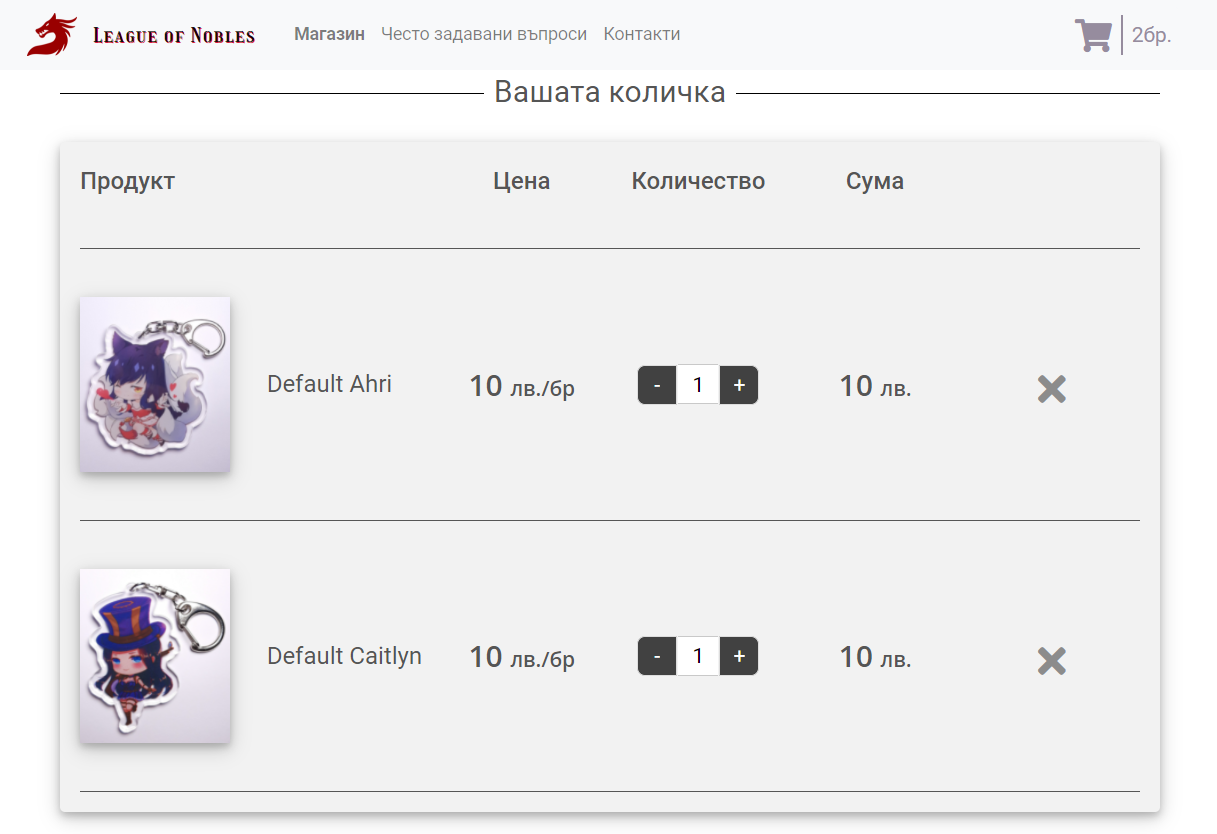 League of Nobles Магазин Често задавани въпроси Контакти 2бр.
Вашата количка
Продукт Цена Количество Сума
Default Ahri 10 лв./бр - 1 + 10 лв.
Default Caitlyn 10 лв./бр - 1 + 10 лв.